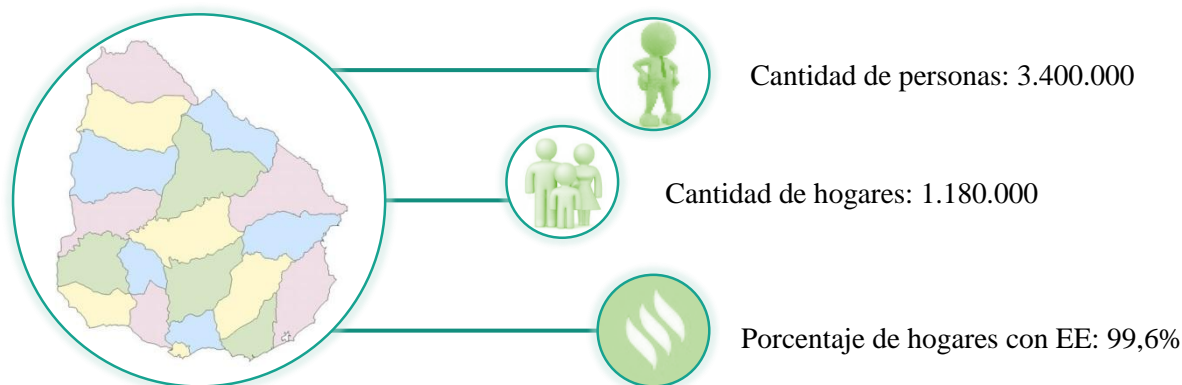 Cantidad de personas: 3.400.000
Cantidad de hogares: 1.180.000
Porcentaje de hogares con EE: 99,6%